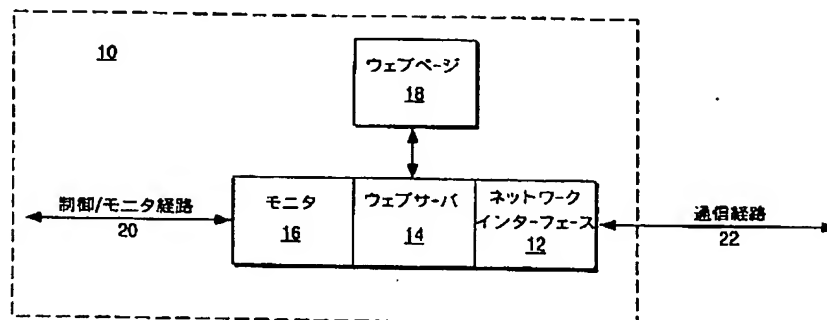 10
ウェブページ
18
制御/モニタ経路
20
モニタ
16
ウェブサーバ
14
ネットワーク
インターフェース
12
通信経路
22